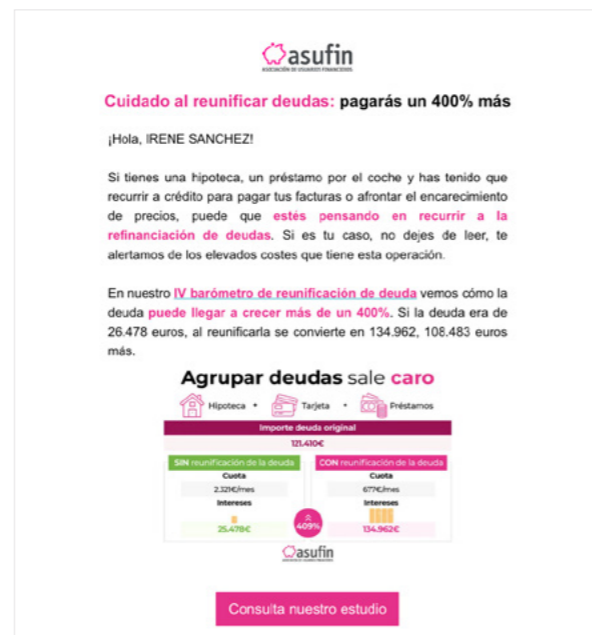 asufin
ASOCIACIÓN DE USUARIOS FINANCIEROS
Cuidado al reunificar deudas: pagarás un 400% más
¡Hola, IRENE SANCHEZ!
Si tienes una hipoteca, un préstamo por el coche y has tenido que
recurrir a crédito para pagar tus facturas o afrontar el encarecimiento
de precios, puede que estés pensando en recurrir a la
refinanciación de deudas. Si es tu caso, no dejes de leer, te
alertamos de los elevados costes que tiene esta operación.
En nuestro IV barómetro de reunificación de deuda vemos cómo la
deuda puede llegar a crecer más de un 400%. Si la deuda era de
26.478 euros, al reunificarla se convierte en 134.962, 108.483 euros
más.
Agrupar deudas sale caro
Hipoteca + Tarjeta + Préstamos
Importe deuda original
121.410€
SIN reunificación de la deuda
Cuota
2.321€/mes
Intereses
25.478€
CON reunificación de la deuda
Cuota
677€/mes
Intereses
134.962€
409%
asufin
Consulta nuestro estudio